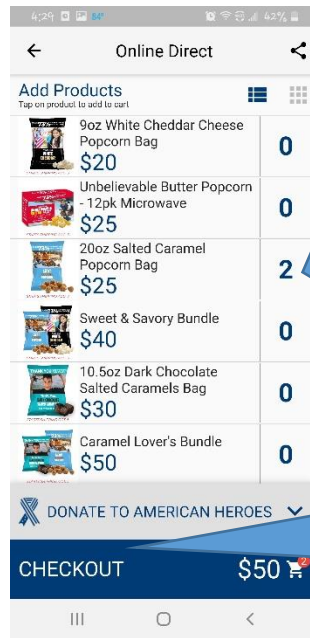 4:29 84° 42%
Online Direct
Add Products
Tap on product to add to cart
9oz White Cheddar Cheese
Popcorn Bag
$20
0
Unbelievable Butter Popcorn
- 12pk Microwave
$25
0
20oz Salted Caramel
Popcorn Bag
$25
2
Sweet & Savory Bundle
$40
0
10.5oz Dark Chocolate
Salted Caramels Bag
$30
0
Caramel Lover's Bundle
$50
0
DONATE TO AMERICAN HEROES
CHECKOUT $50 2